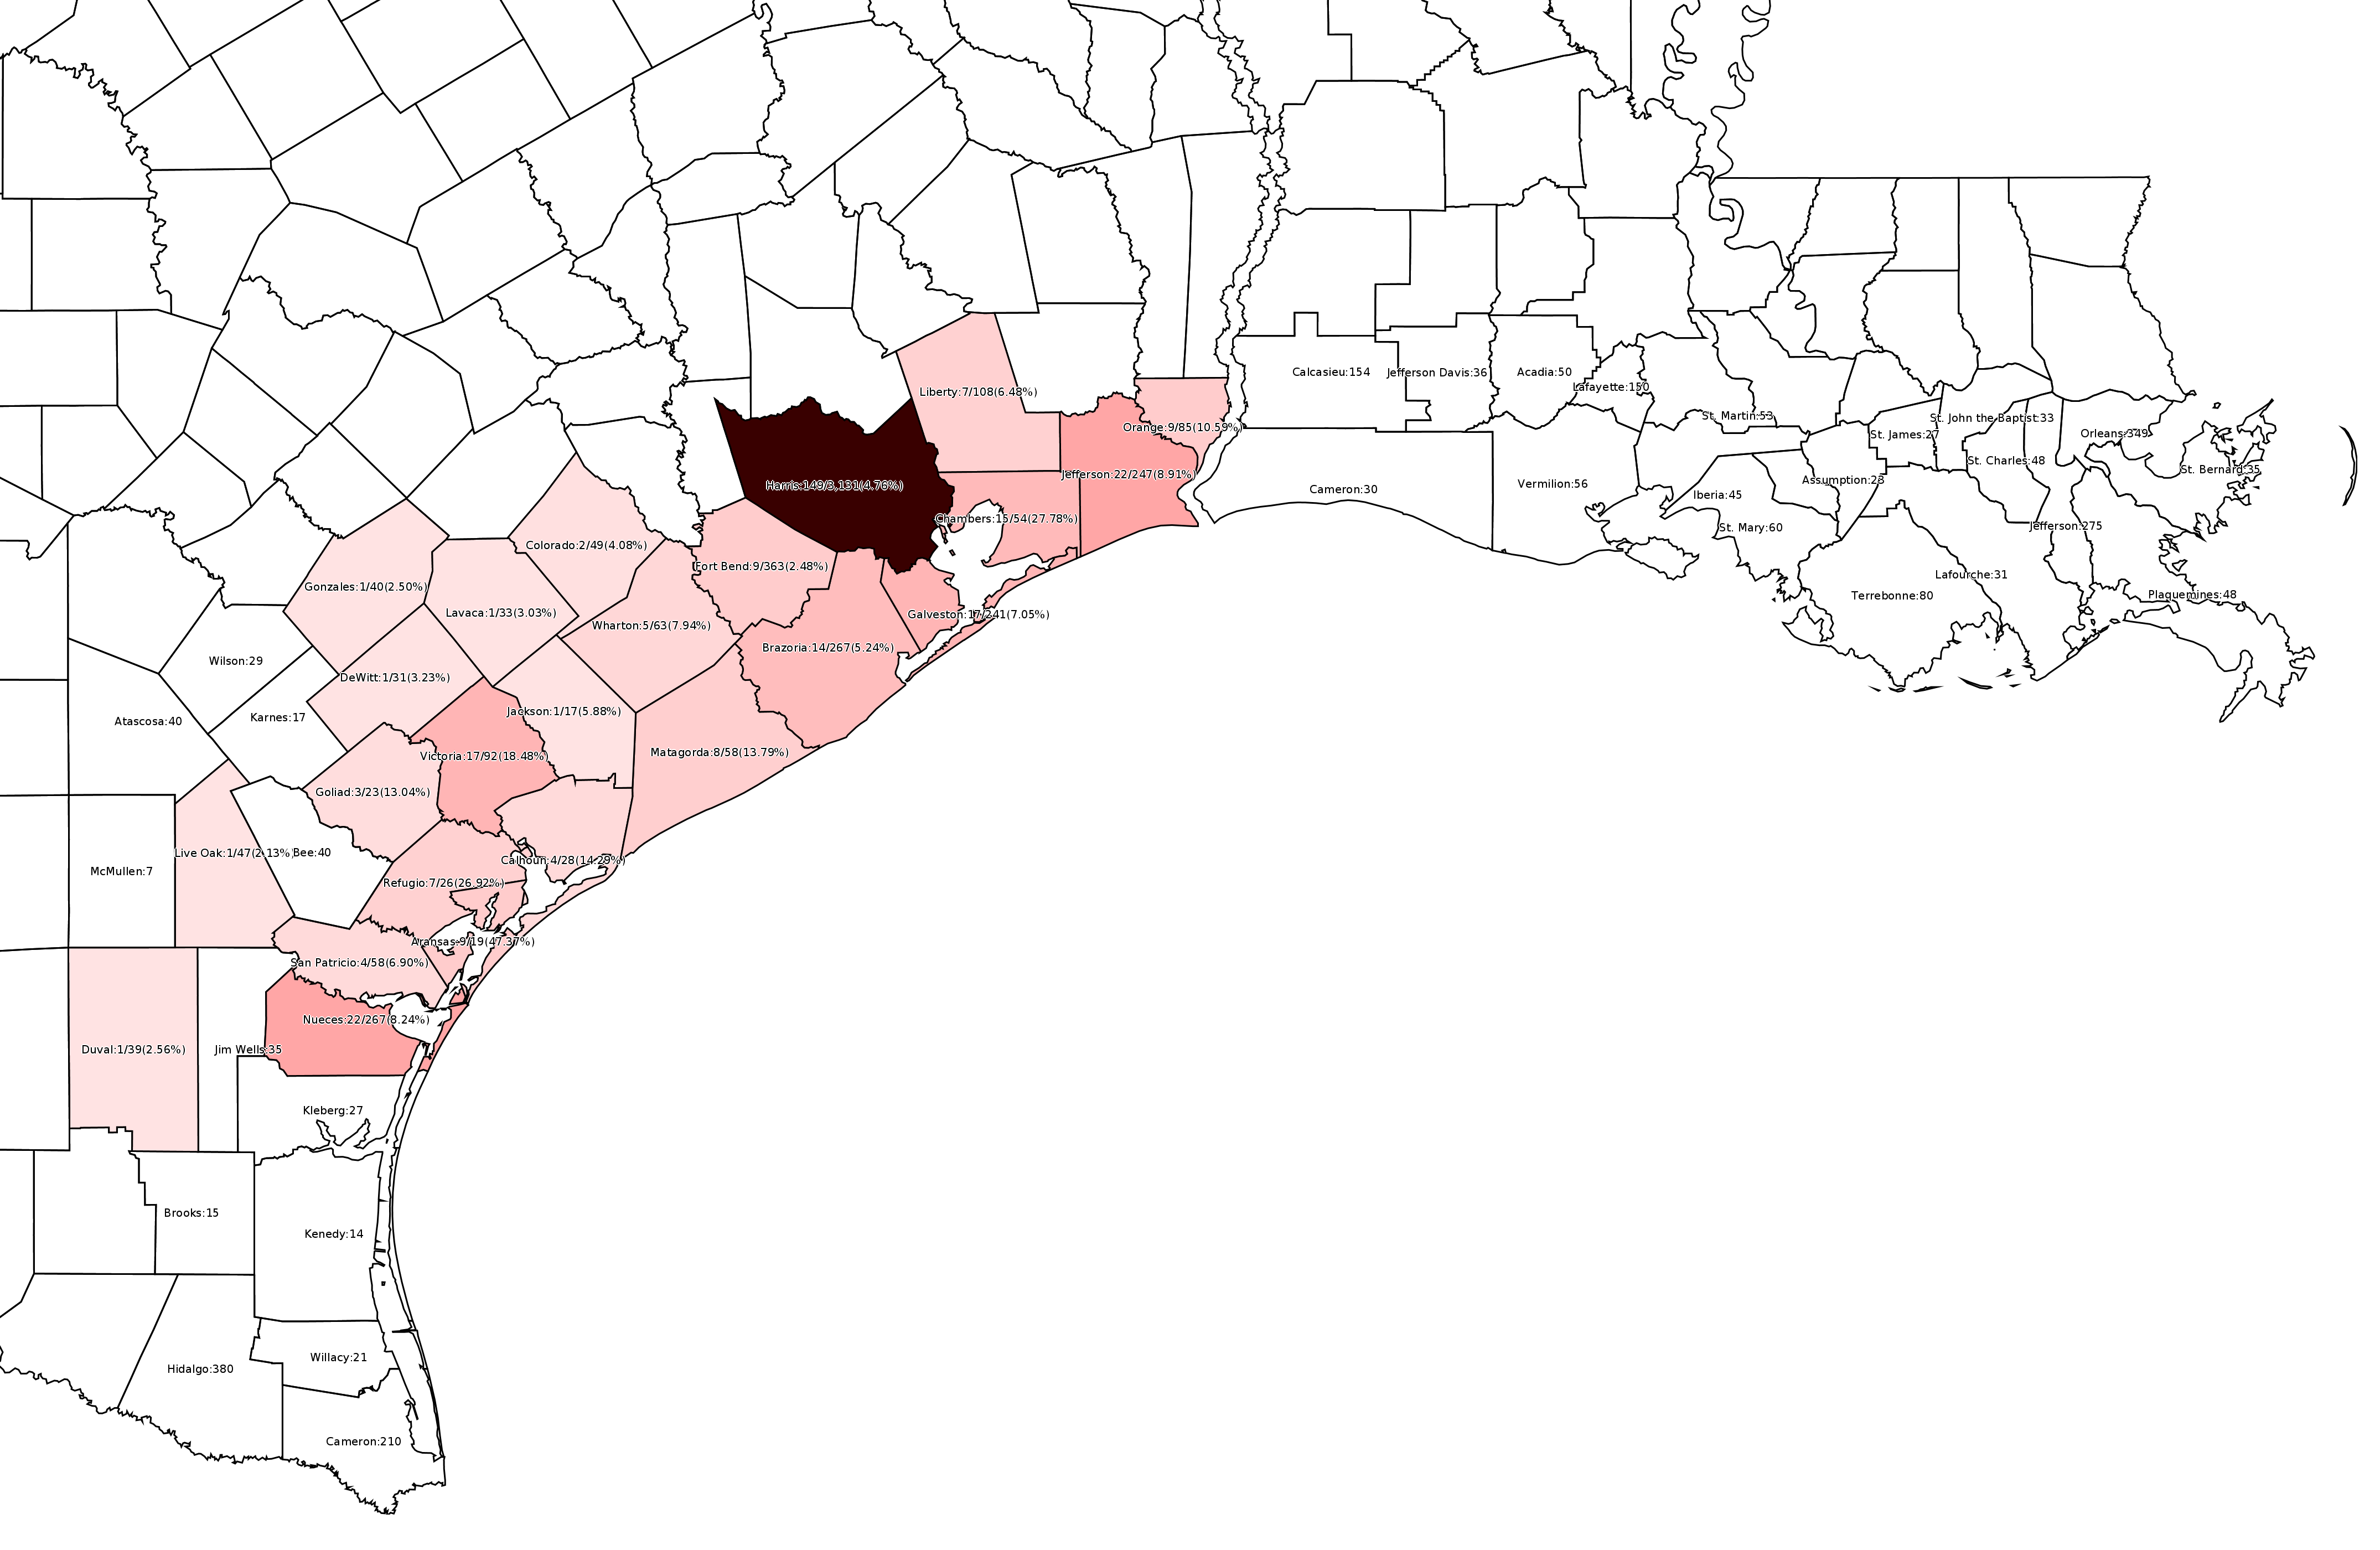 Calcasieu:154
Jefferson Davis:36
Acadia:50
Lafayette:150
Liberty:7/108(6.48%)
St. Martin:53
St. John the Baptist:33
Orange:9/85(10.59%)
St. James:27
Orleans:349
St. Charles:48
St. Bernard:35
Jefferson:22/247(8.91%)
Harris:149/3,131(4.76%)
Cameron:30
Vermilion:56
Assumption:23
Iberia:45
Chambers:15/54(27.78%)
St. Mary:60
Jefferson:275
Colorado:2/49(4.08%)
Fort Bend:9/363(2.48%)
Lafourche:31
Gonzales:1/40(2.50%)
Terrebonne:80
Plaquemines:48
Lavaca:1/33(3.03%)
Galveston:17/241(7.05%)
Wharton:5/63(7.94%)
Brazoria:14/267(5.24%)
Wilson:29
DeWitt:1/31(3.23%)
Jackson:1/17(5.88%)
Karnes:17
Atascosa:40
Matagorda:8/58(13.79%)
Victoria:17/92(18.48%)
Goliad:3/23(13.04%)
Live Oak:1/47(2.13%)
Bee:40
Calhoun:4/28(14.29%)
McMullen:7
Refugio:7/26(26.92%)
Aransas:9/19(47.37%)
San Patricio:4/58(6.90%)
Nueces:22/267(8.24%)
Duval:1/39(2.56%)
Jim Wells:35
Kleberg:27
Brooks:15
Kenedy:14
Willacy:21
Hidalgo:380
Cameron:210